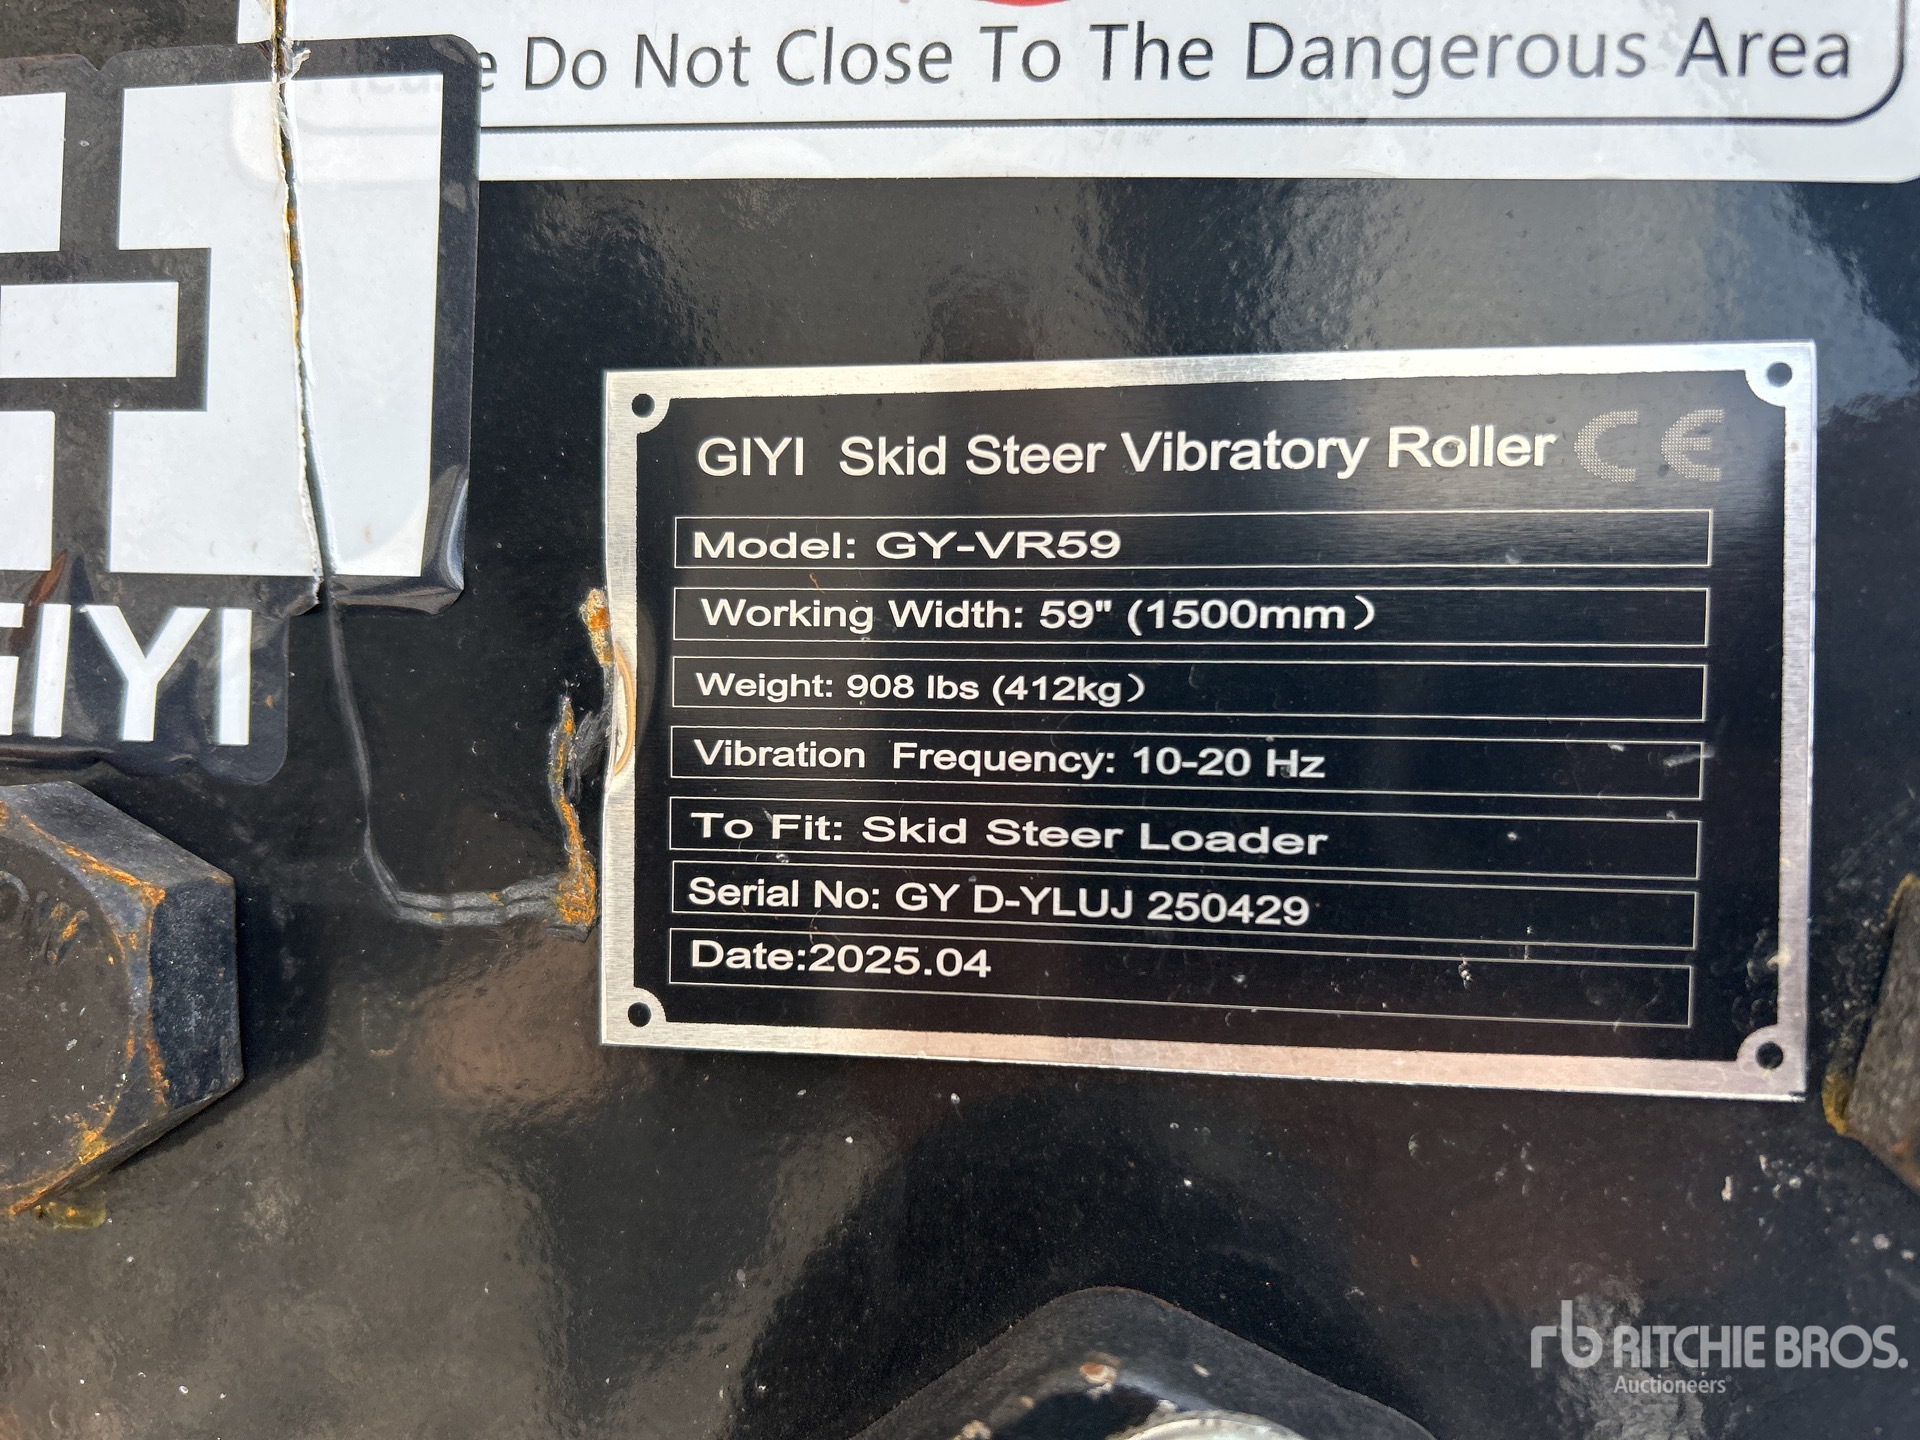 Please Do Not Close To The Dangerous Area
GIYI
GIYI Skid Steer Vibratory Roller CE
Model: GY-VR59
Working Width: 59" (1500mm）
Weight: 908 lbs (412kg）
Vibration Frequency: 10-20 Hz
To Fit: Skid Steer Loader
Serial No: GY D-YLUJ 250429
Date:2025.04
rb RITCHIE BROS.
Auctioneers